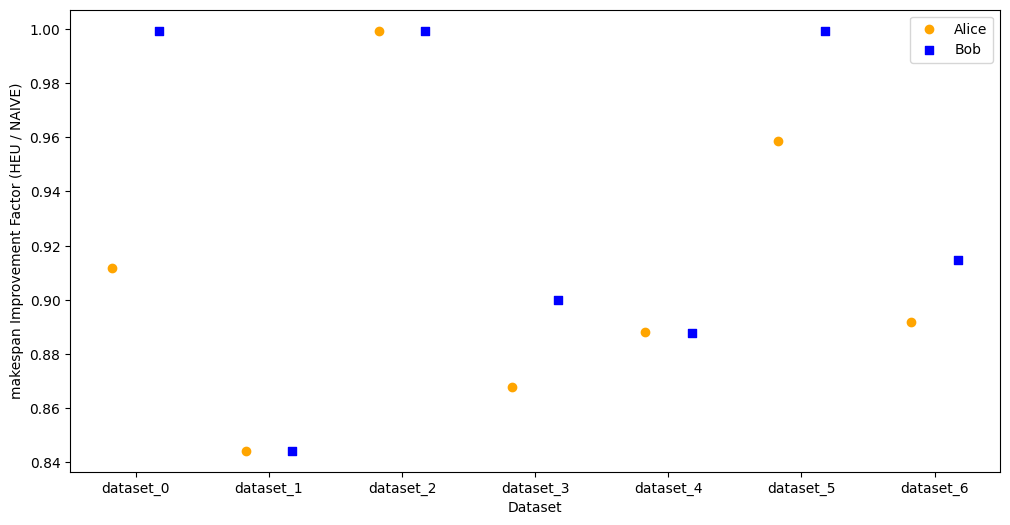 1.00
0.98
0.96
0.94
0.92
0.90
0.88
0.86
0.84
makespan Improvement Factor (HEU / NAIVE)
Alice
Bob
dataset_0 dataset_1 dataset_2 dataset_3 dataset_4 dataset_5 dataset_6
Dataset